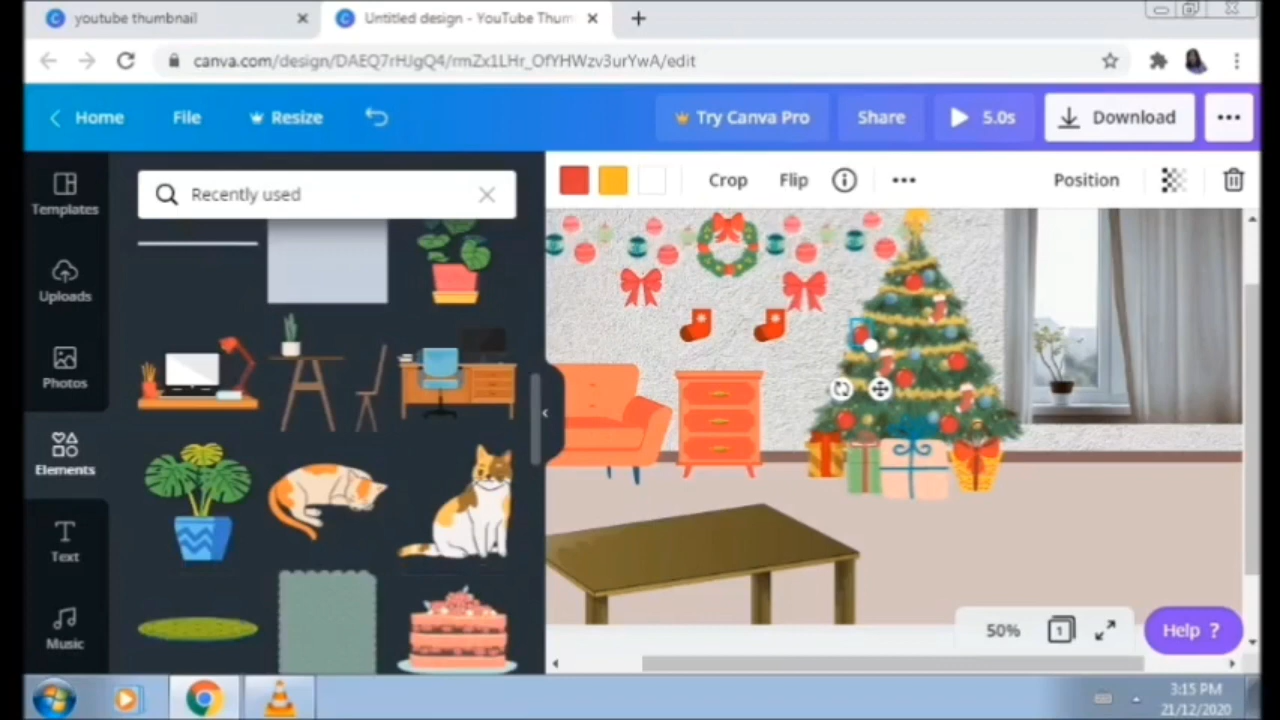 youtube thumbnail
Untitled design - YouTube Thum
canva.com/design/DAEQ7rHJgQ4/rmZx1LHr_OfYHWzv3urYwA/edit
Home
File
Resize
Try Canva Pro
Share
5.0s
Download
Templates
Uploads
Photos
Elements
Text
Music
Recently used
Crop
Flip
Position
50%
1
Help ?
3:15 PM
21/12/2020